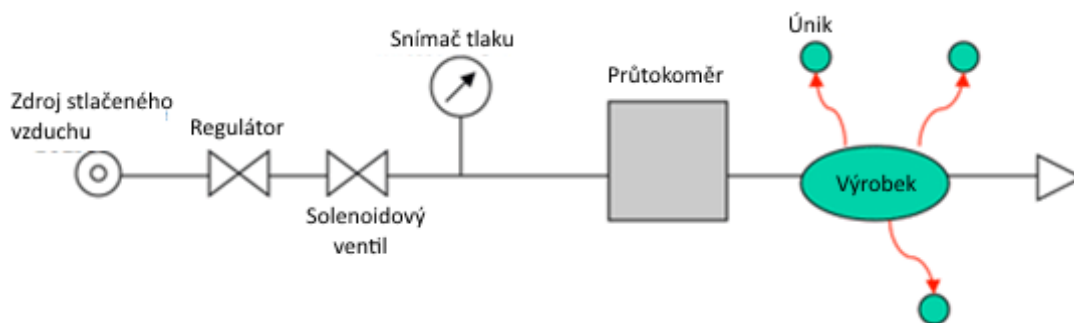 Únik
Snímač tlaku
Průtokoměr
Zdroj stlačeného
vzduchu
Regulátor
Výrobek
Solenoidový
ventil